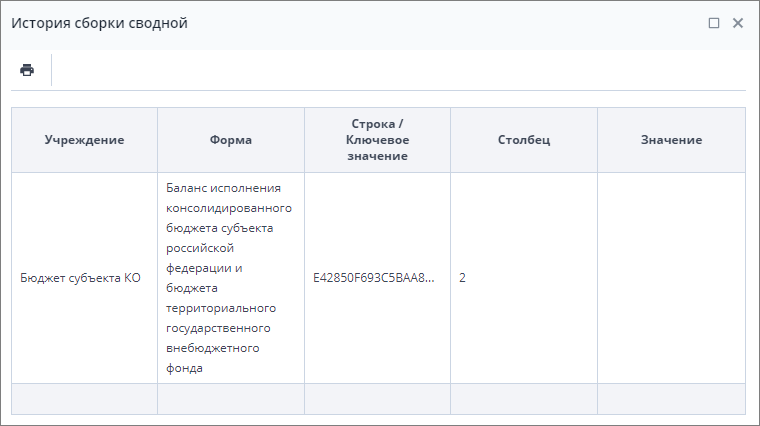 История сборки сводной
Учреждение
Форма
Строка /
Ключевое
значение
Столбец
Значение
Бюджет субъекта КО
Баланс исполнения
консолидированного
бюджета субъекта
российской
федерации и
бюджета
территориального
государственного
внебюджетного
фонда
E42850F693C5BAA8...
2